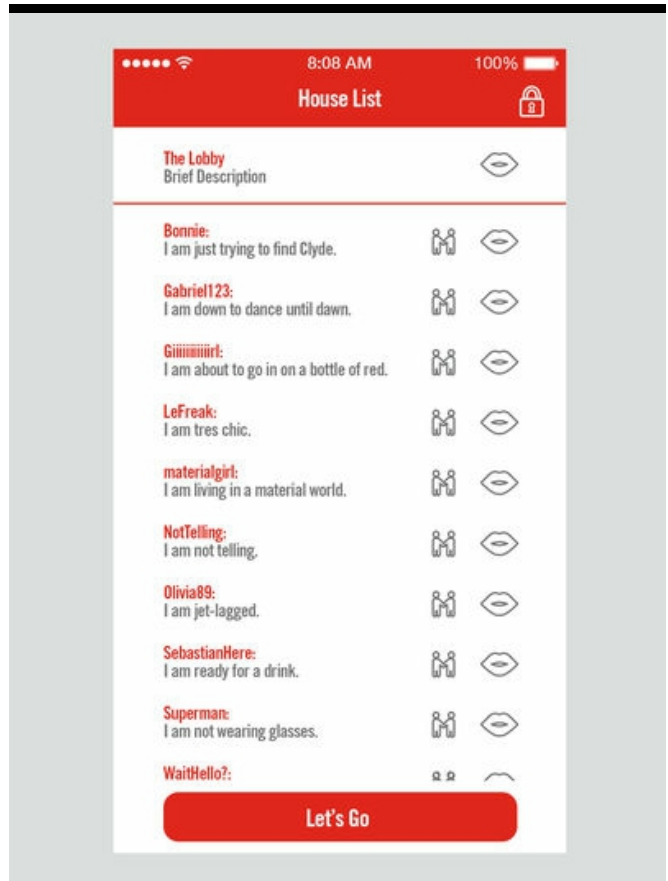 8:08 AM
100%
House List
The Lobby
Brief Description
Bonnie:
I am just trying to find Clyde.
Gabriel123:
I am down to dance until dawn.
Giiiiiiiiiirl:
I am about to go in on a bottle of red.
LeFreak:
I am tres chic.
materialgirl:
I am living in a material world.
NotTelling:
I am not telling.
Olivia89:
I am jet-lagged.
SebastianHere:
I am ready for a drink.
Superman:
I am not wearing glasses.
WaitHello?:
Let's Go